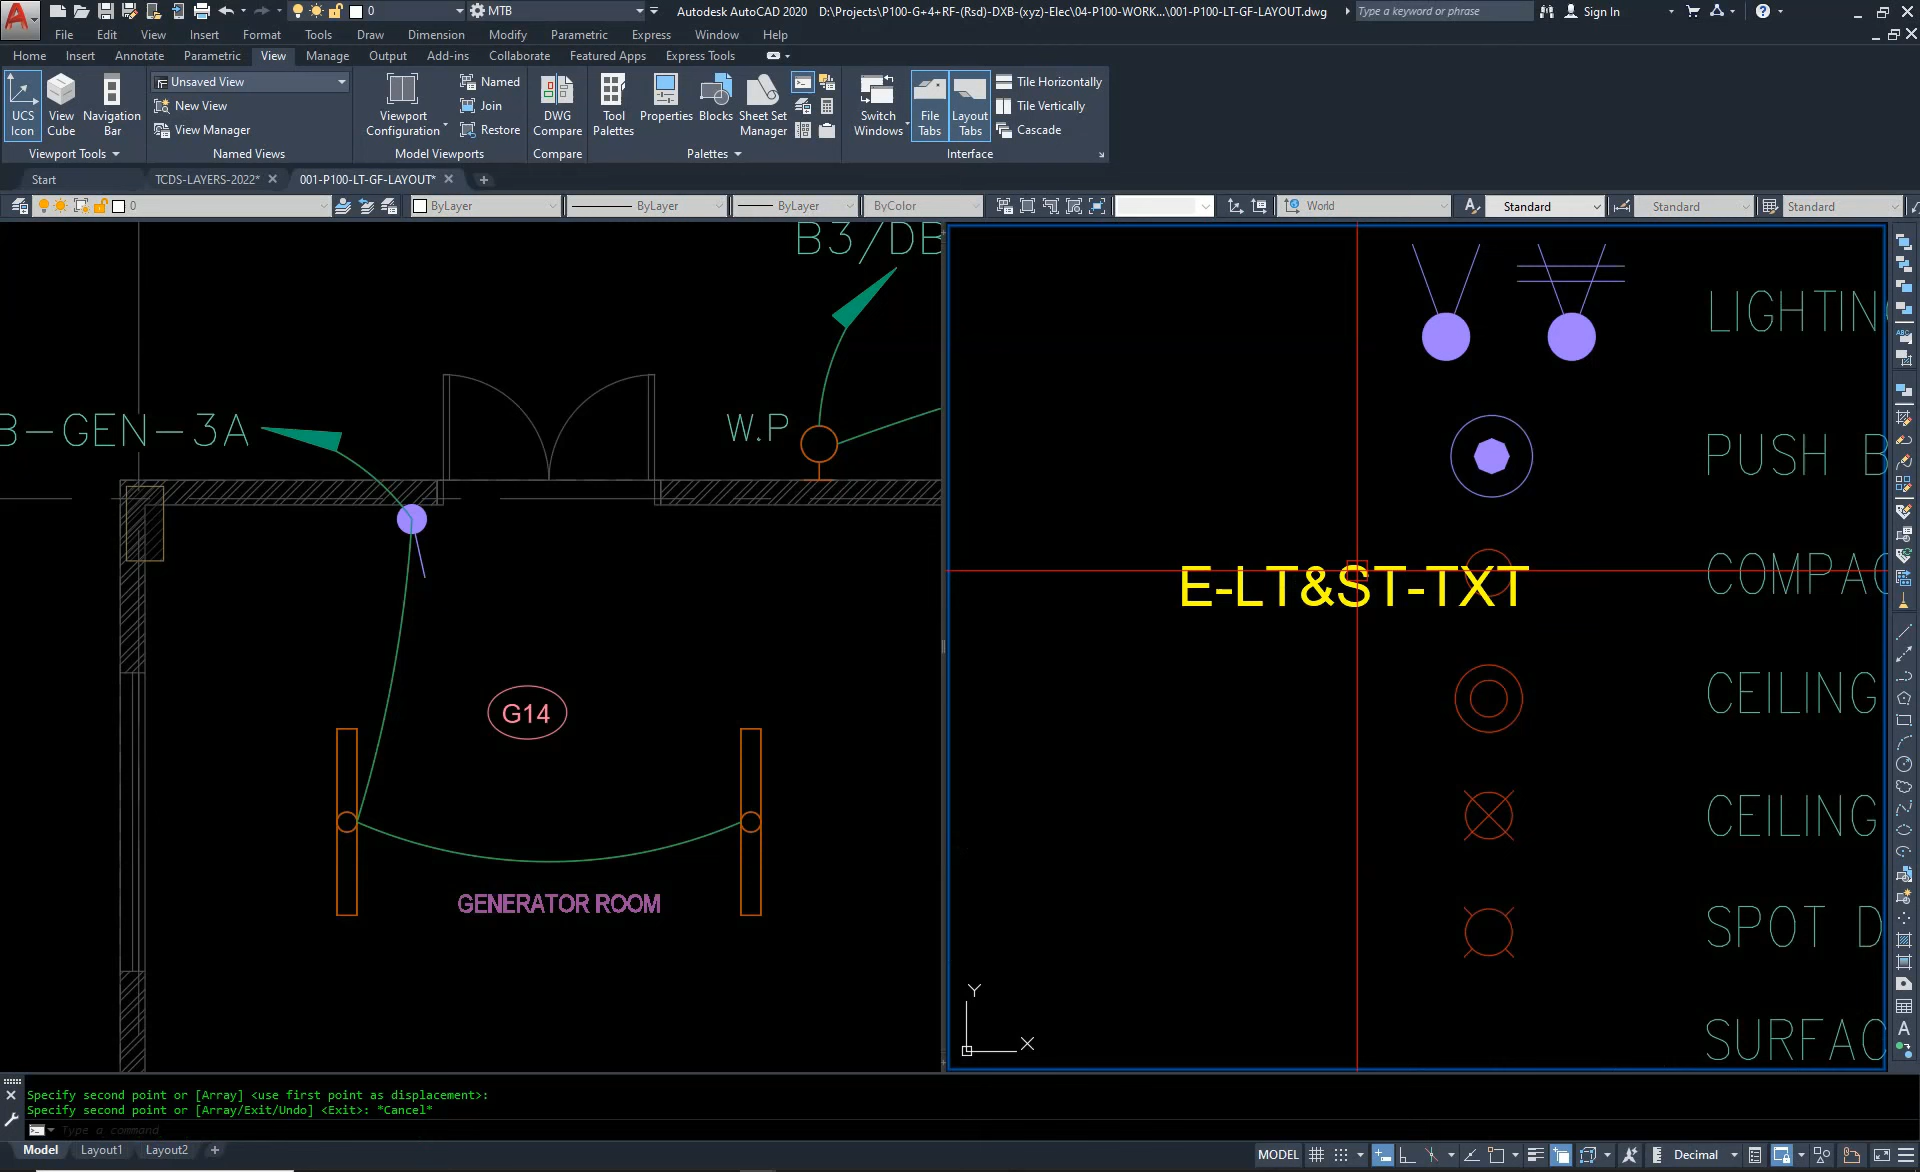 0
MTB
Autodesk AutoCAD 2020 D:\Projects\P100-G+4+RF-(Rsd)-DXB-(xyz)-Elec\04-P100-WORK...\001-P100-LT-GF-LAYOUT.dwg
Type a keyword or phrase
Sign In
File Edit View Insert Format Tools Draw Dimension Modify Parametric Express Window Help
Home Insert Annotate Parametric View Manage Output Collaborate Add-ins Featured Apps Express Tools
UCS Icon
View Cube
Navigation Bar
Viewport Tools
Unsaved View
New View
View Manager
Named Views
Viewport Configuration
Named
Join
Restore
Model Viewports
DWG Compare
Compare
Tool Palettes
Properties
Blocks
Sheet Set Manager
Palettes
Switch Windows
File Tabs
Layout Tabs
Tile Horizontally
Tile Vertically
Cascade
Interface
Start
TCDS-LAYERS-2022*
001-P100-LT-GF-LAYOUT*
0
ByLayer
ByLayer
ByLayer
ByColor
World
Standard
Standard
Standard
B3/DB
B-GEN-3A
W.P
G14
GENERATOR ROOM
LIGHTIN
PUSH B
COMPAC
E-LT&ST-TXT
CEILING
CEILING
SPOT D
SURFAC
Y
X
Specify second point or [Array] <use first point as displacement>:
Specify second point or [Array/Exit/Undo] <Exit>: *Cancel*
Type a command
Model Layout1 Layout2
MODEL
Decimal